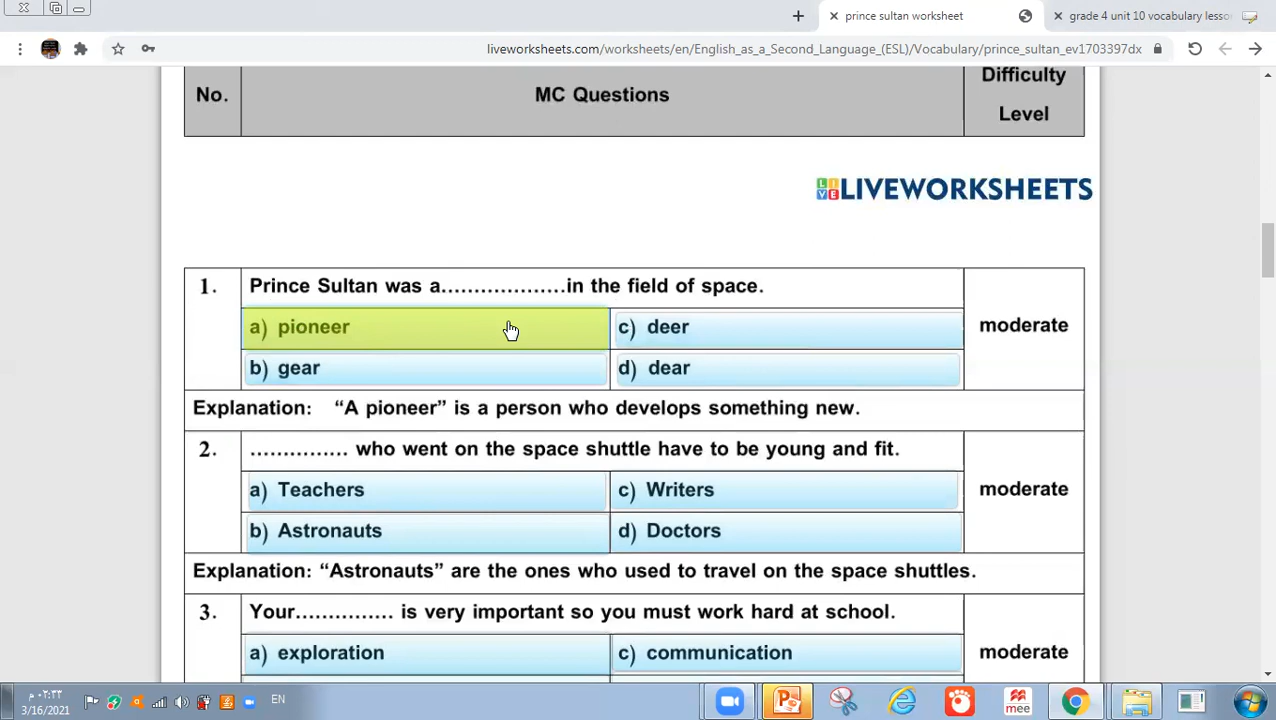 prince sultan worksheet
grade 4 unit 10 vocabulary lesso
liveworksheets.com/worksheets/en/English_as_a_Second_Language_(ESL)/Vocabulary/prince_sultan_ev1703397dx
No.
MC Questions
Difficulty
Level
LIVEWORKSHEETS
1.
Prince Sultan was a...................in the field of space.
a) pioneer
c) deer
moderate
b) gear
d) dear
Explanation: “A pioneer” is a person who develops something new.
2.
............... who went on the space shuttle have to be young and fit.
a) Teachers
c) Writers
moderate
b) Astronauts
d) Doctors
Explanation: “Astronauts” are the ones who used to travel on the space shuttles.
3.
Your............... is very important so you must work hard at school.
a) exploration
c) communication
moderate
mee
EN
٠٢:٣٣ م
3/16/2021